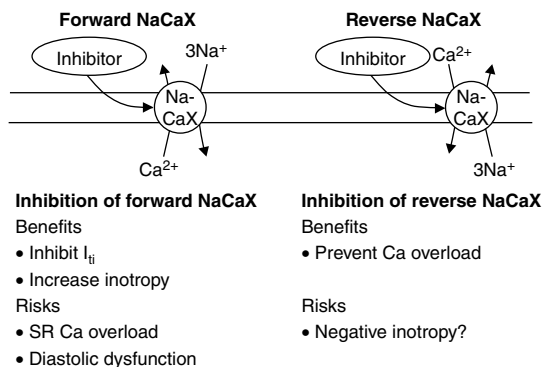 Forward NaCaX
Inhibitor
3Na⁺
Na-
CaX
Ca²⁺
Inhibition of forward NaCaX
Benefits
• Inhibit Iₜᵢ
• Increase inotropy
Risks
• SR Ca overload
• Diastolic dysfunction
Reverse NaCaX
Inhibitor
Ca²⁺
Na-
CaX
3Na⁺
Inhibition of reverse NaCaX
Benefits
• Prevent Ca overload
Risks
• Negative inotropy?